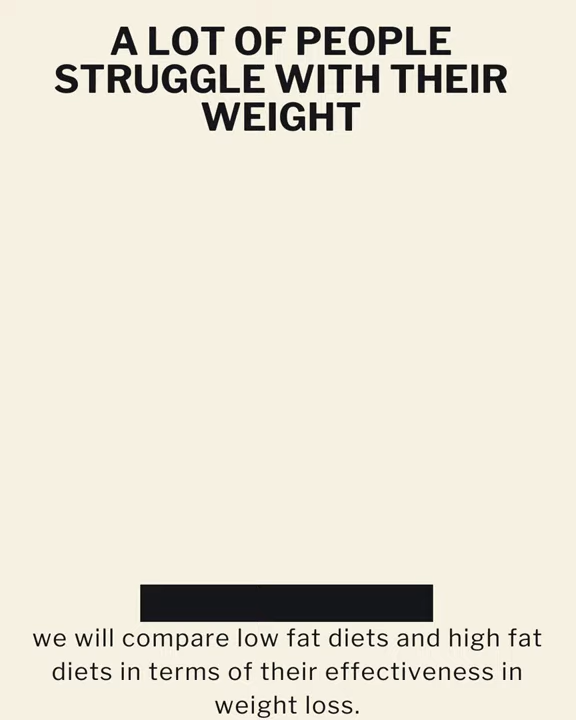 A LOT OF PEOPLE
STRUGGLE WITH THEIR
WEIGHT
we will compare low fat diets and high fat
diets in terms of their effectiveness in
weight loss.